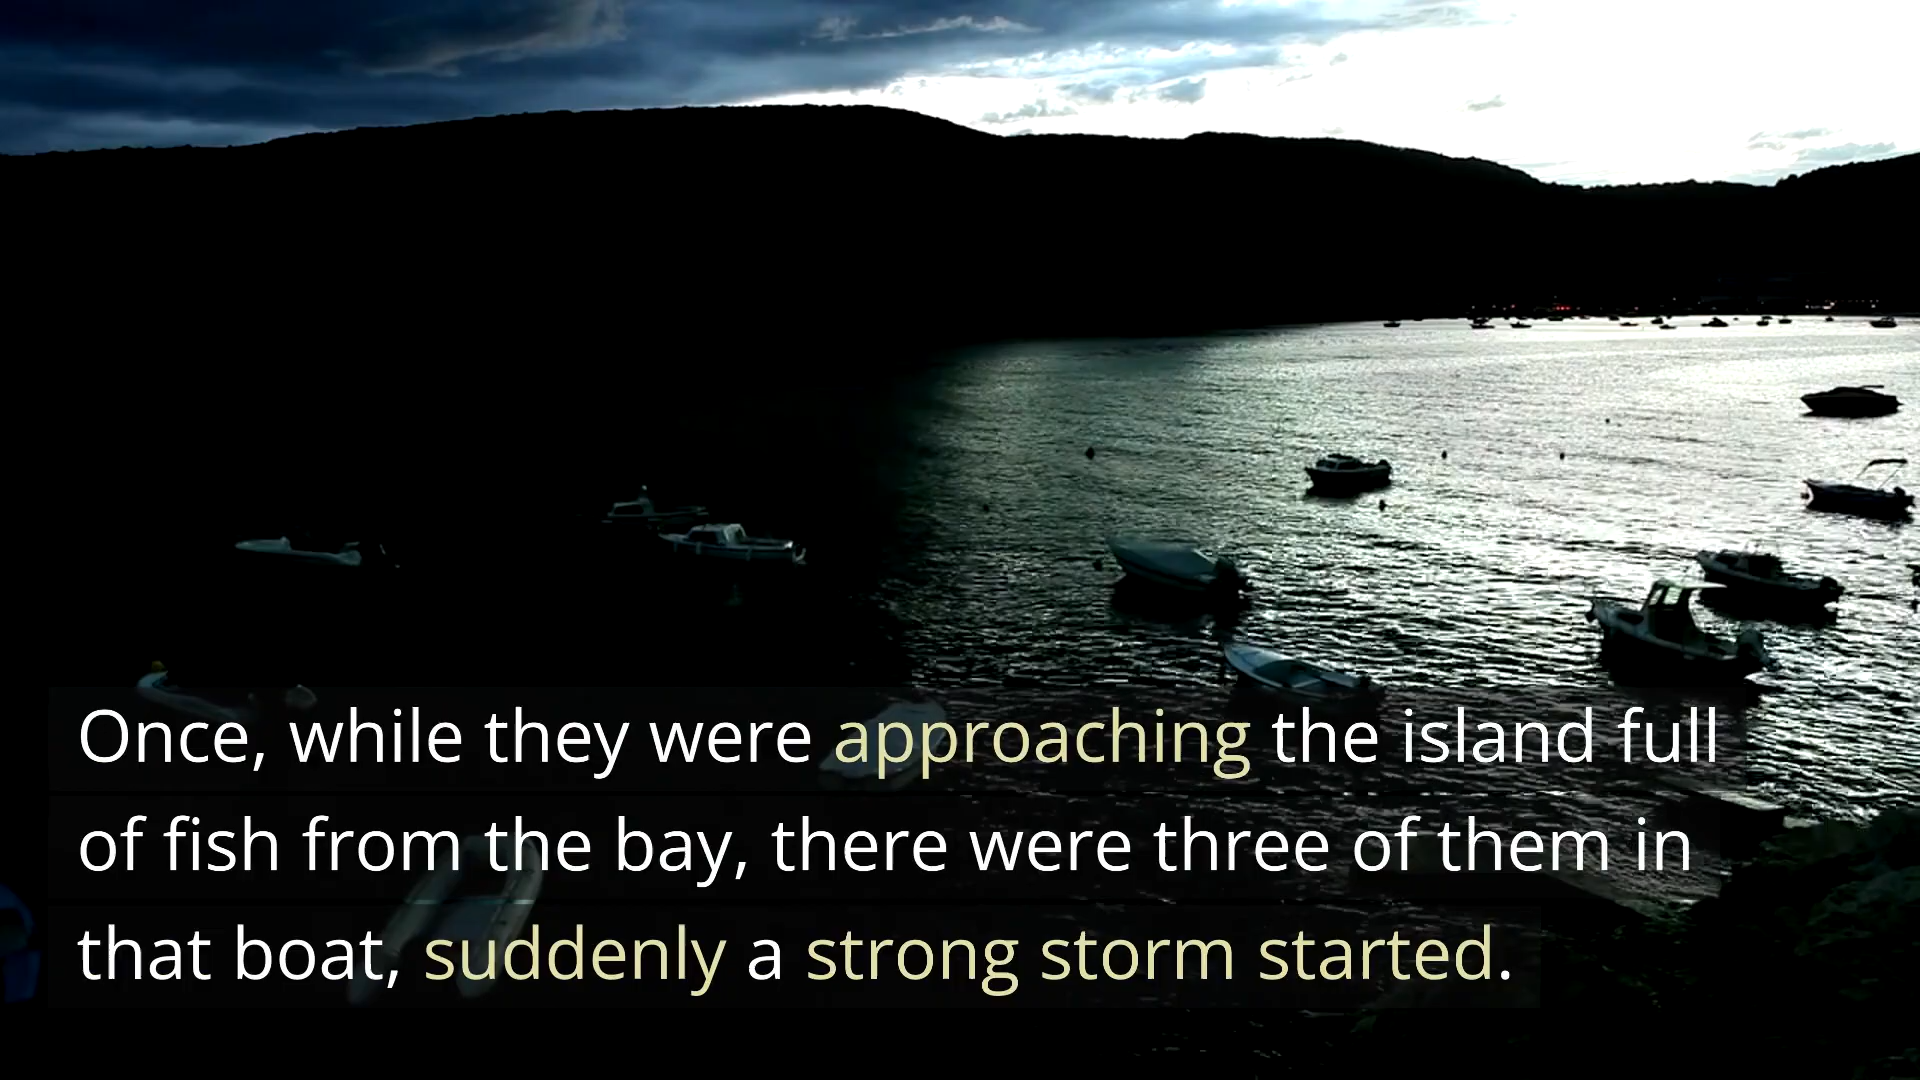 Once, while they were approaching the island full
of fish from the bay, there were three of them in
that boat, suddenly a strong storm started.